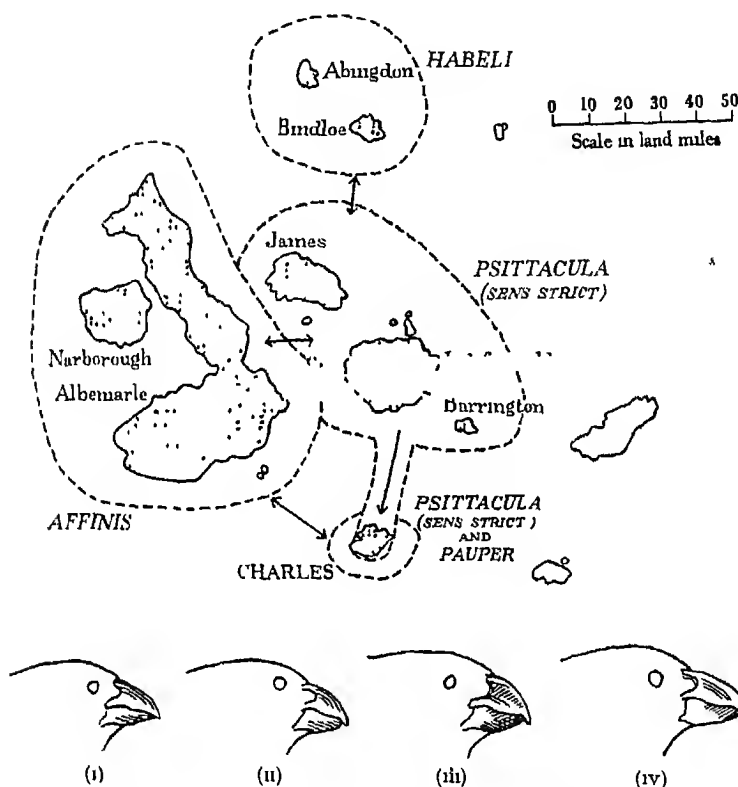 HABELI
Abingdon
Bindloe
0 10 20 30 40 50
Scale in land miles
James
PSITTACULA
(SENS STRICT)
Narborough
Albemarle
Barrington
AFFINIS
PSITTACULA
(SENS STRICT)
AND
PAUPER
CHARLES
(i) (ii) (iii) (iv)